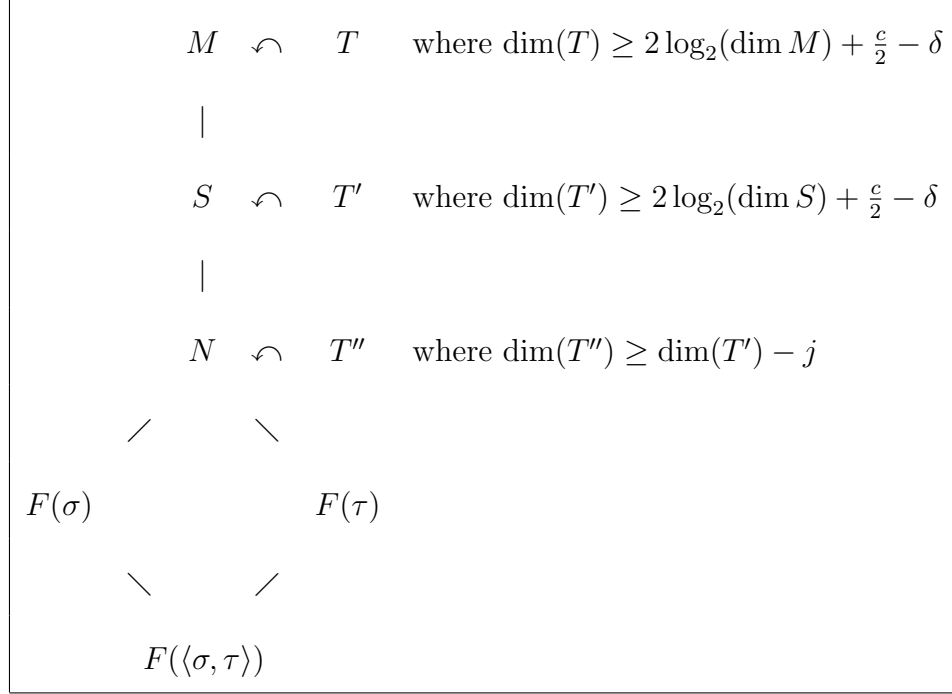 M ↶ T where dim(T) ≥ 2 log₂(dim M) + c/2 − δ
|
S ↶ T′ where dim(T′) ≥ 2 log₂(dim S) + c/2 − δ
|
N ↶ T″ where dim(T″) ≥ dim(T′) − j
F(σ) F(τ)
F(⟨σ, τ⟩)